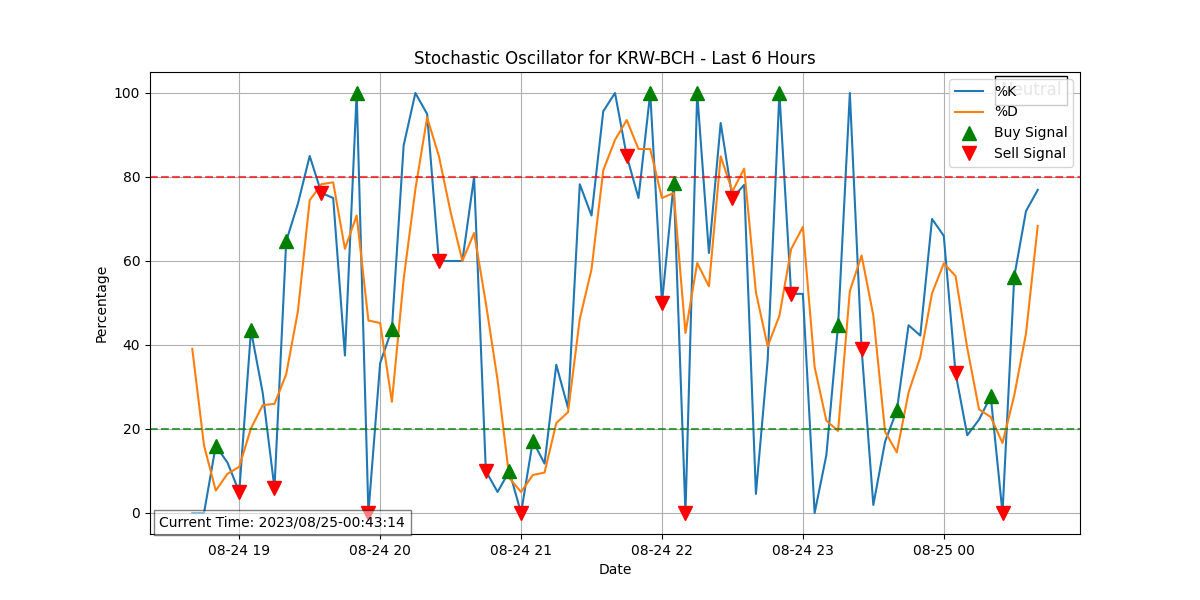 Stochastic Oscillator for KRW-BCH - Last 6 Hours
Percentage
100
80
60
40
20
0
Neutral
%K
%D
Buy Signal
Sell Signal
Current Time: 2023/08/25-00:43:14
08-24 19
08-24 20
08-24 21
08-24 22
08-24 23
08-25 00
Date